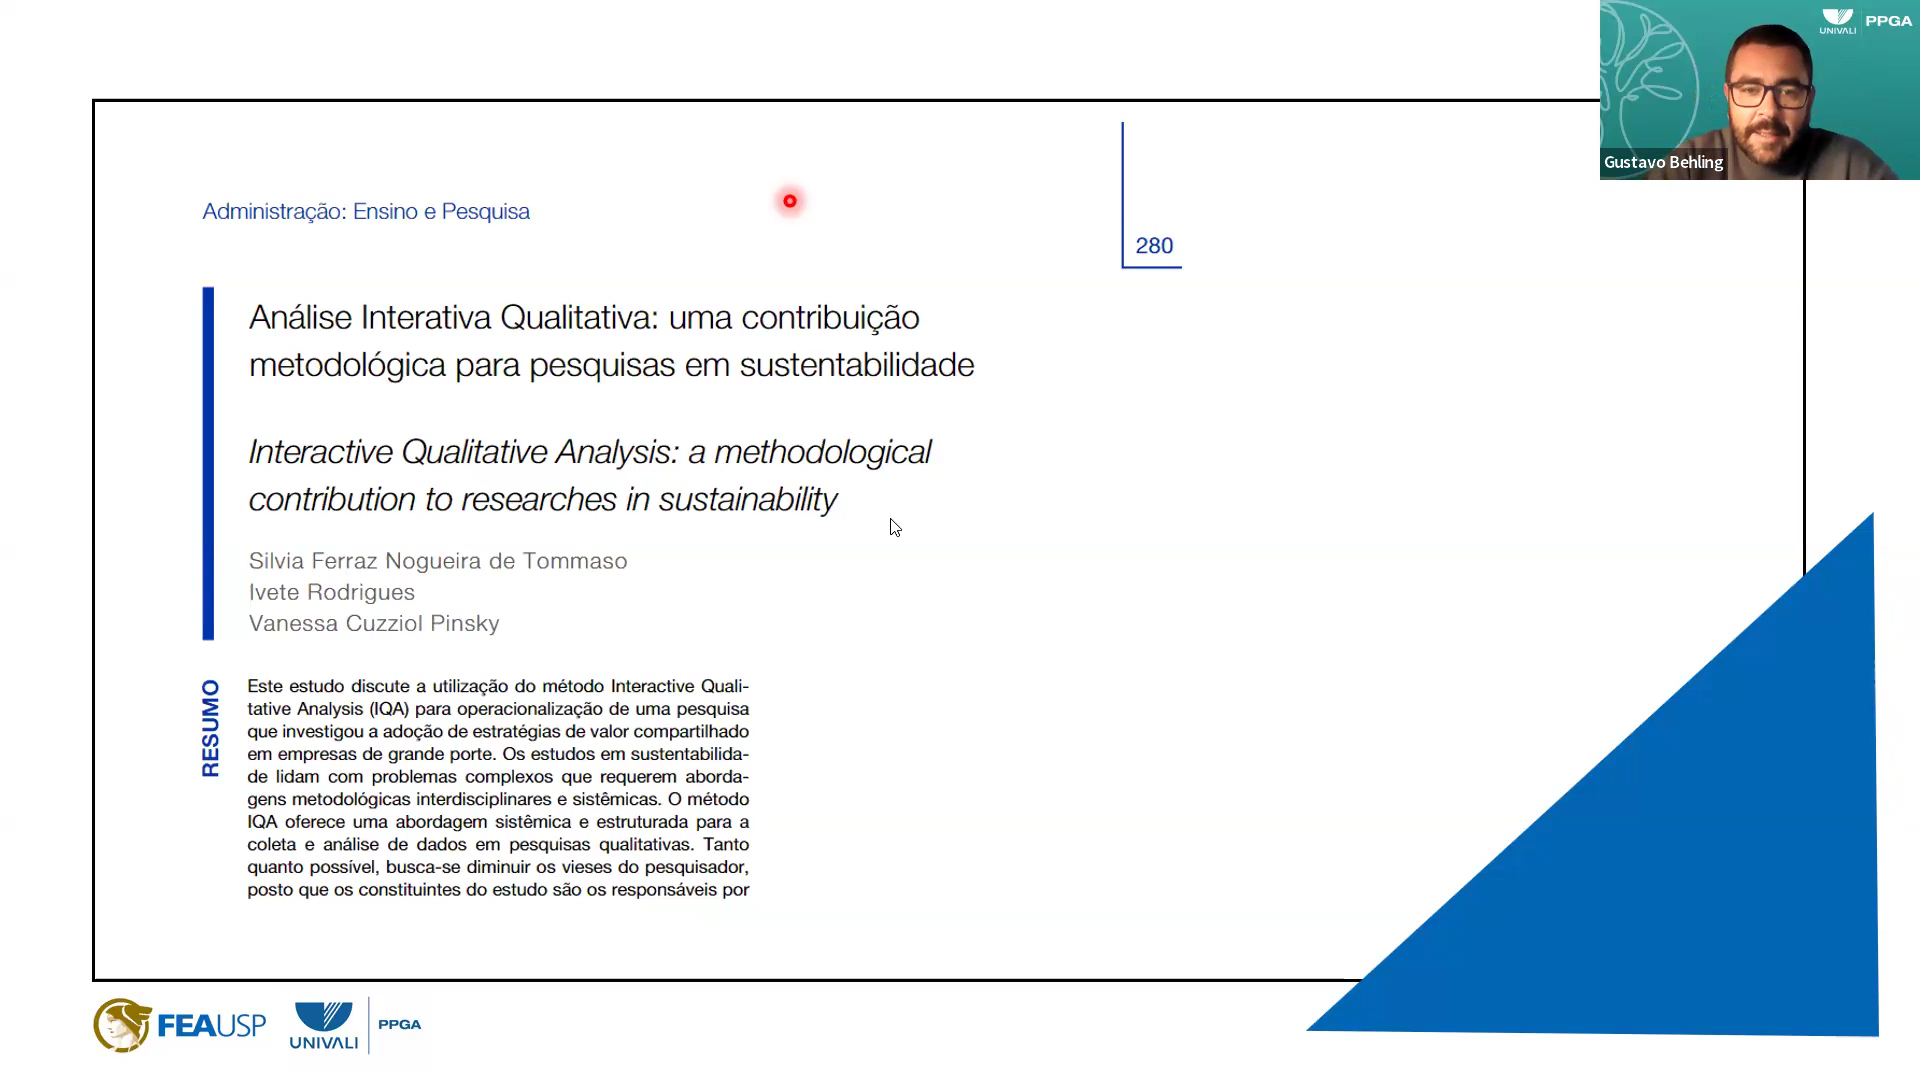 UNIVALI PPGA
Gustavo Behling
Administração: Ensino e Pesquisa
280
Análise Interativa Qualitativa: uma contribuição
metodológica para pesquisas em sustentabilidade
Interactive Qualitative Analysis: a methodological
contribution to researches in sustainability
Silvia Ferraz Nogueira de Tommaso
Ivete Rodrigues
Vanessa Cuzziol Pinsky
RESUMO
Este estudo discute a utilização do método Interactive Quali-
tative Analysis (IQA) para operacionalização de uma pesquisa
que investigou a adoção de estratégias de valor compartilhado
em empresas de grande porte. Os estudos em sustentabilida-
de lidam com problemas complexos que requerem aborda-
gens metodológicas interdisciplinares e sistêmicas. O método
IQA oferece uma abordagem sistêmica e estruturada para a
coleta e análise de dados em pesquisas qualitativas. Tanto
quanto possível, busca-se diminuir os vieses do pesquisador,
posto que os constituintes do estudo são os responsáveis por
FEAUSP
UNIVALI
PPGA